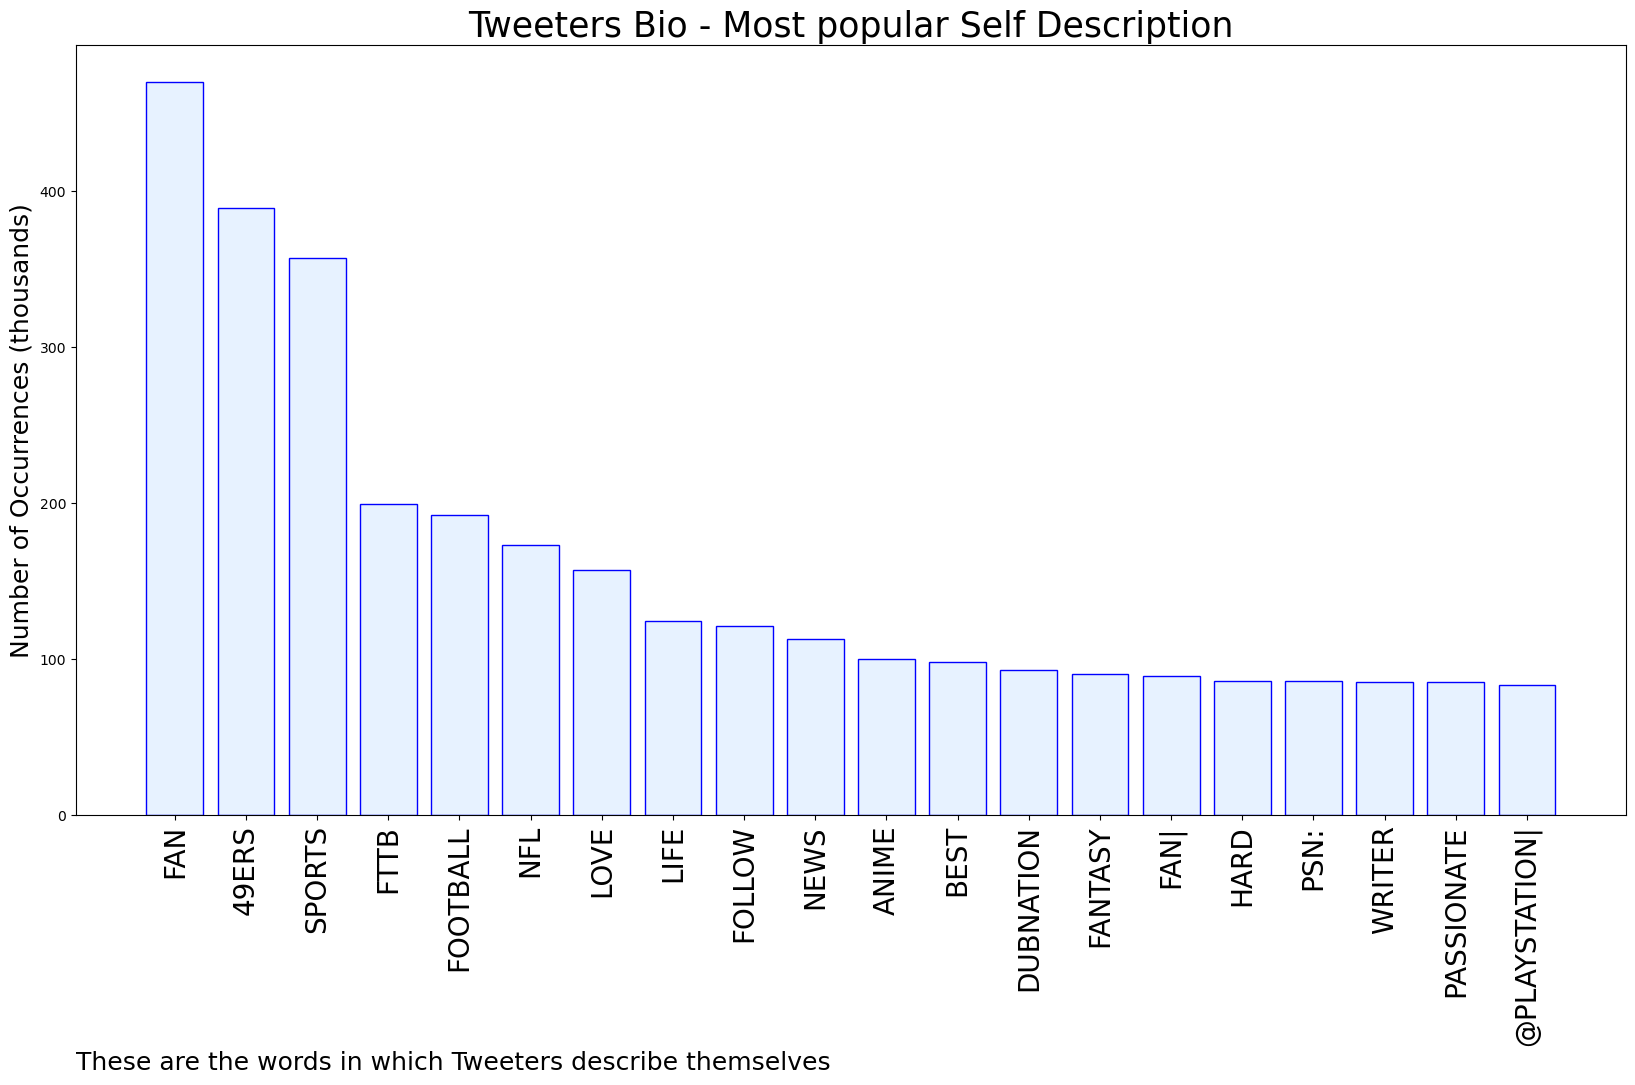 Tweeters Bio - Most popular Self Description
Number of Occurrences (thousands)
400
300
200
100
0
FAN
49ERS
SPORTS
FTTB
FOOTBALL
NFL
LOVE
LIFE
FOLLOW
NEWS
ANIME
BEST
DUBNATION
FANTASY
FAN|
HARD
PSN:
WRITER
PASSIONATE
@PLAYSTATION|
These are the words in which Tweeters describe themselves